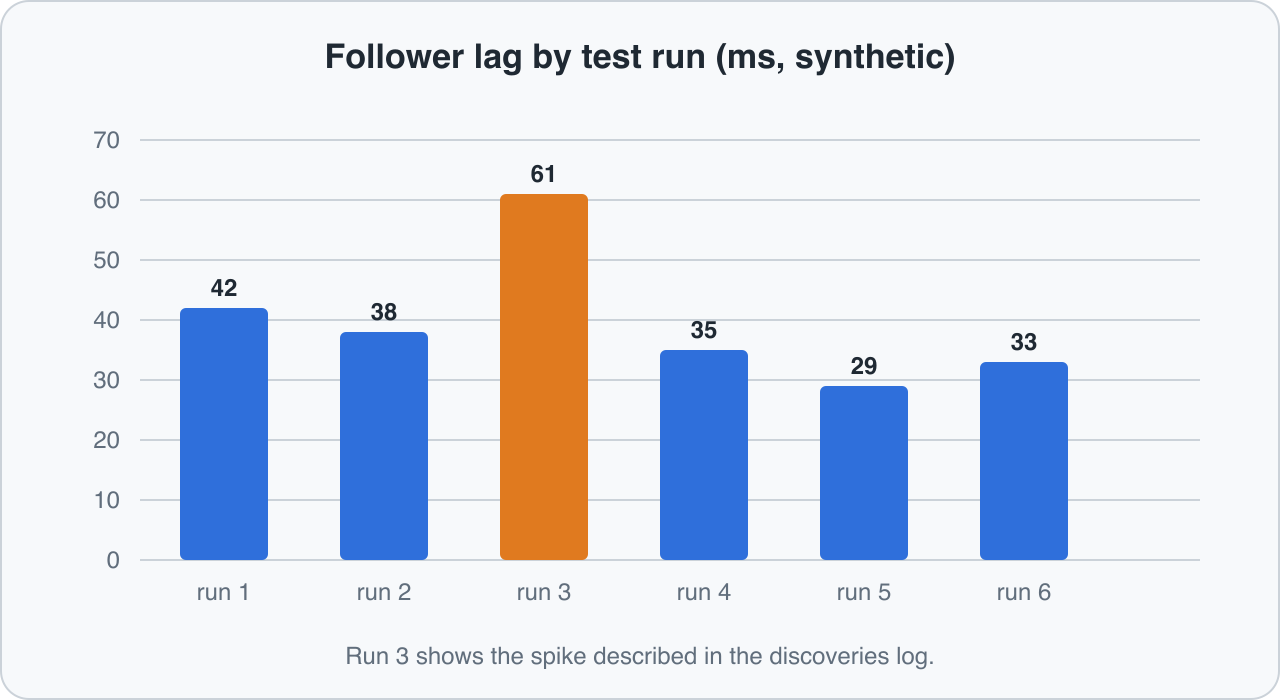 Follower lag by test run (ms, synthetic)
70
60
50
40
30
20
10
0
42
38
61
35
29
33
run 1
run 2
run 3
run 4
run 5
run 6
Run 3 shows the spike described in the discoveries log.